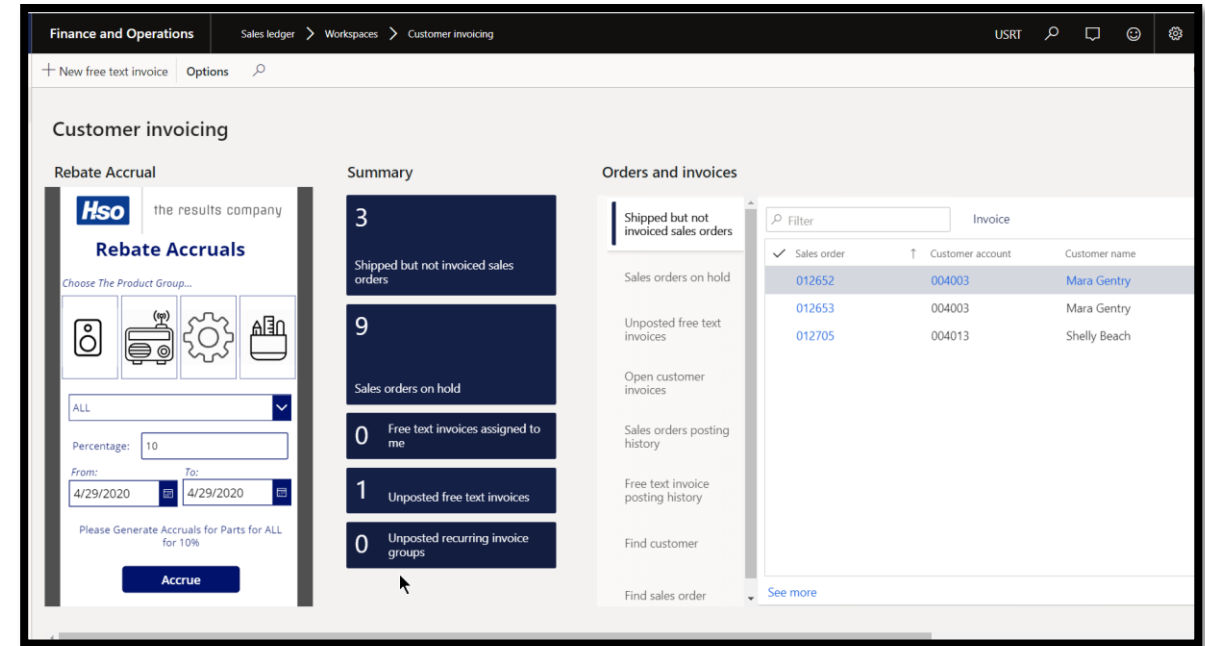 Finance and Operations
Sales ledger
Workspaces
Customer invoicing
USRT
New free text invoice
Options
Customer invoicing
Rebate Accrual
Hso
the results company
Rebate Accruals
Choose The Product Group...
ALL
Percentage:
10
From:
To:
4/29/2020
4/29/2020
Please Generate Accruals for Parts for ALL
for 10%
Accrue
Summary
3
Shipped but not invoiced sales
orders
9
Sales orders on hold
0
Free text invoices assigned to
me
1
Unposted free text invoices
0
Unposted recurring invoice
groups
Orders and invoices
Shipped but not
invoiced sales orders
Sales orders on hold
Unposted free text
invoices
Open customer
invoices
Sales orders posting
history
Free text invoice
posting history
Find customer
Find sales order
Filter
Invoice
Sales order
Customer account
Customer name
012652 004003 Mara Gentry
012653 004003 Mara Gentry
012705 004013 Shelly Beach
See more